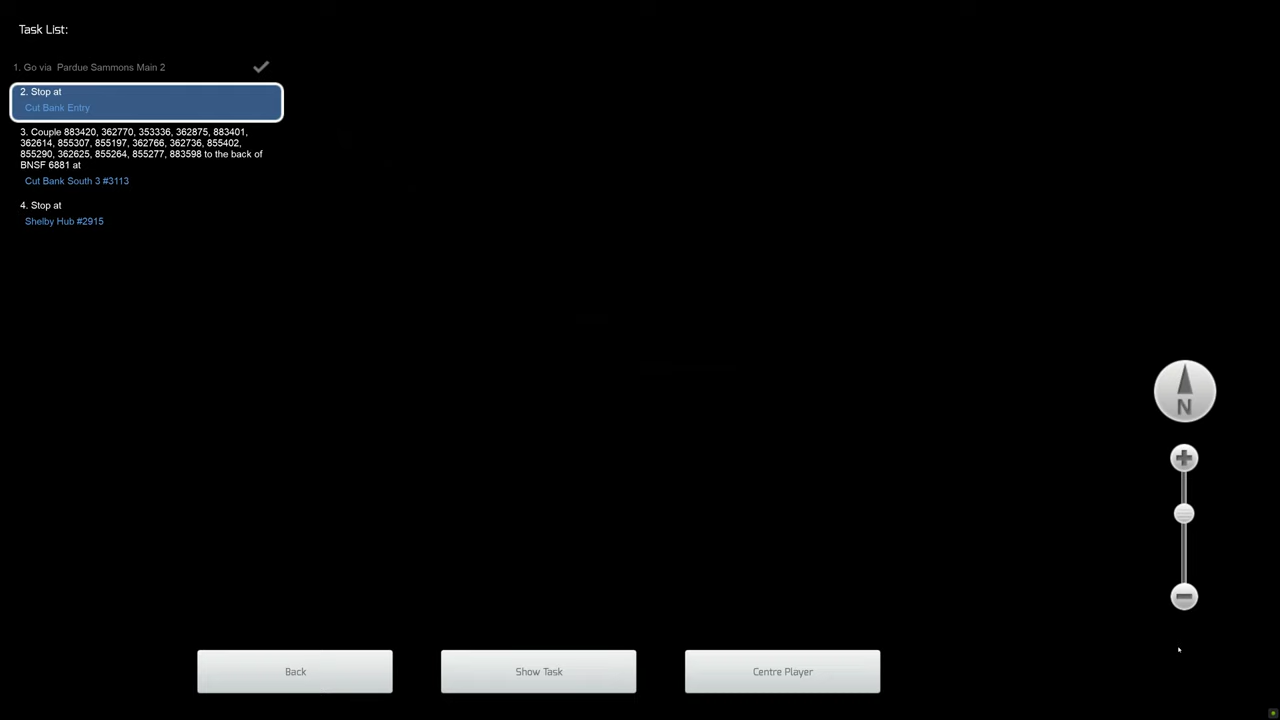 Task List:
1. Go via  Pardue Sammons Main 2
2. Stop at
Cut Bank Entry
3. Couple 883420, 362770, 353336, 362875, 883401,
362614, 855307, 855197, 362766, 362736, 855402,
855290, 362625, 855264, 855277, 883598 to the back of
BNSF 6881 at
Cut Bank South 3 #3113
4. Stop at
Shelby Hub #2915
N
Back
Show Task
Centre Player